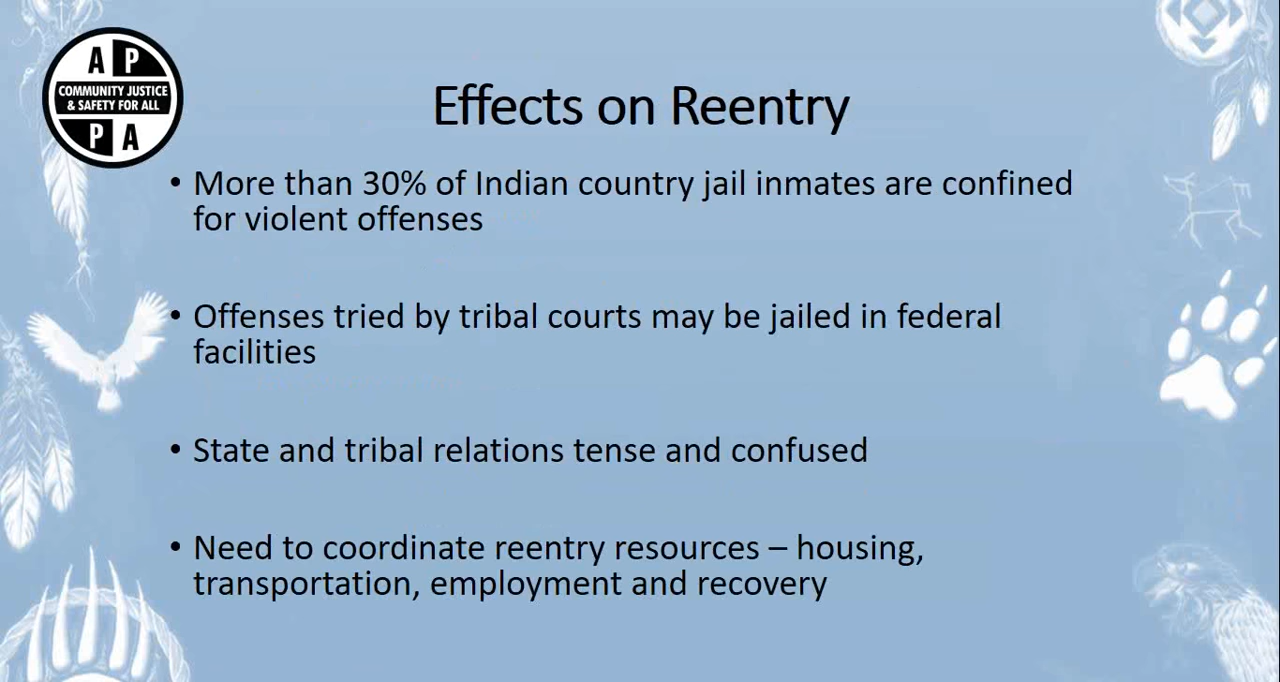 A P
COMMUNITY JUSTICE
& SAFETY FOR ALL
P A
Effects on Reentry
• More than 30% of Indian country jail inmates are confined
for violent offenses
• Offenses tried by tribal courts may be jailed in federal
facilities
• State and tribal relations tense and confused
• Need to coordinate reentry resources – housing,
transportation, employment and recovery